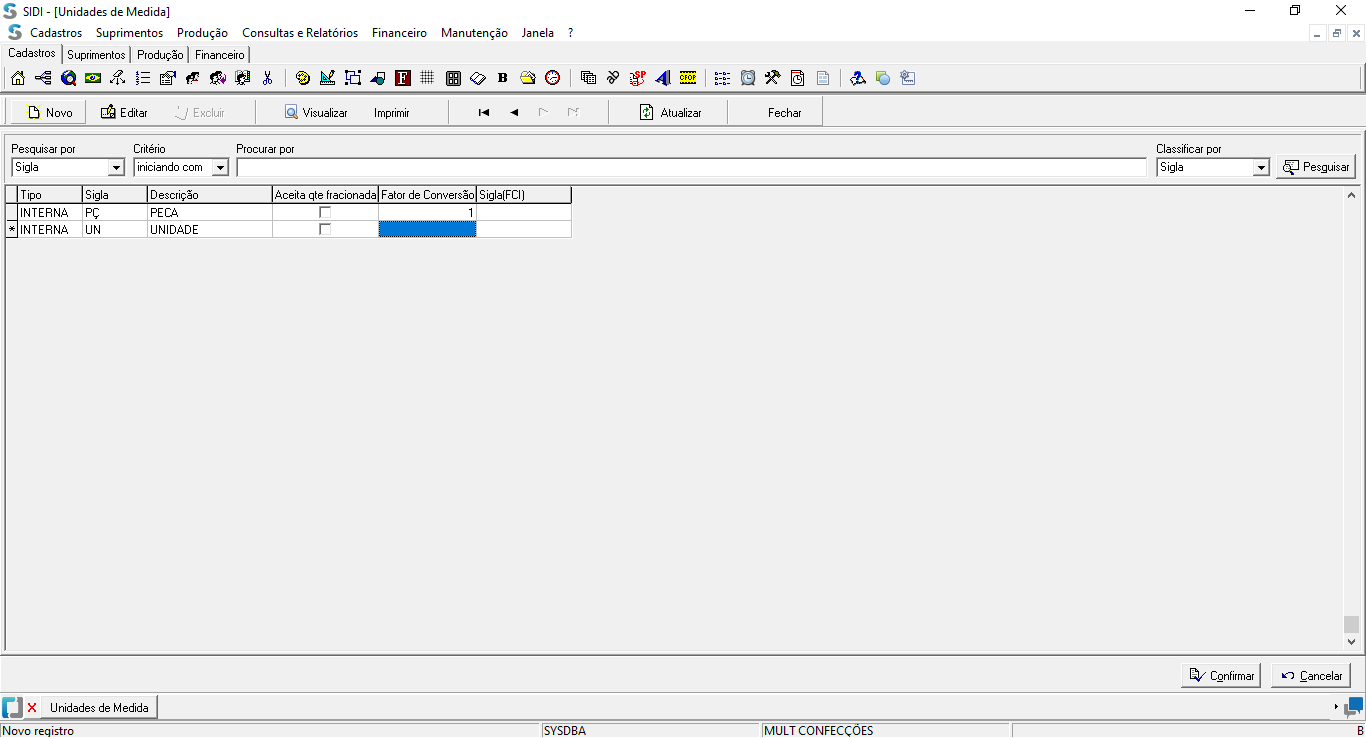 SIDI - [Unidades de Medida]
Cadastros Suprimentos Produção Consultas e Relatórios Financeiro Manutenção Janela ?
Cadastros Suprimentos Produção Financeiro
F B SP CFOP
Novo Editar Excluir Visualizar Imprimir Atualizar Fechar
Pesquisar por Critério Procurar por Classificar por
Sigla iniciando com Sigla Pesquisar
Tipo Sigla Descrição Aceita qte fracionada Fator de Conversão Sigla(FCI)
INTERNA PÇ PECA 1
* INTERNA UN UNIDADE
Confirmar Cancelar
Unidades de Medida
Novo registro SYSDBA MULT CONFECÇÕES B